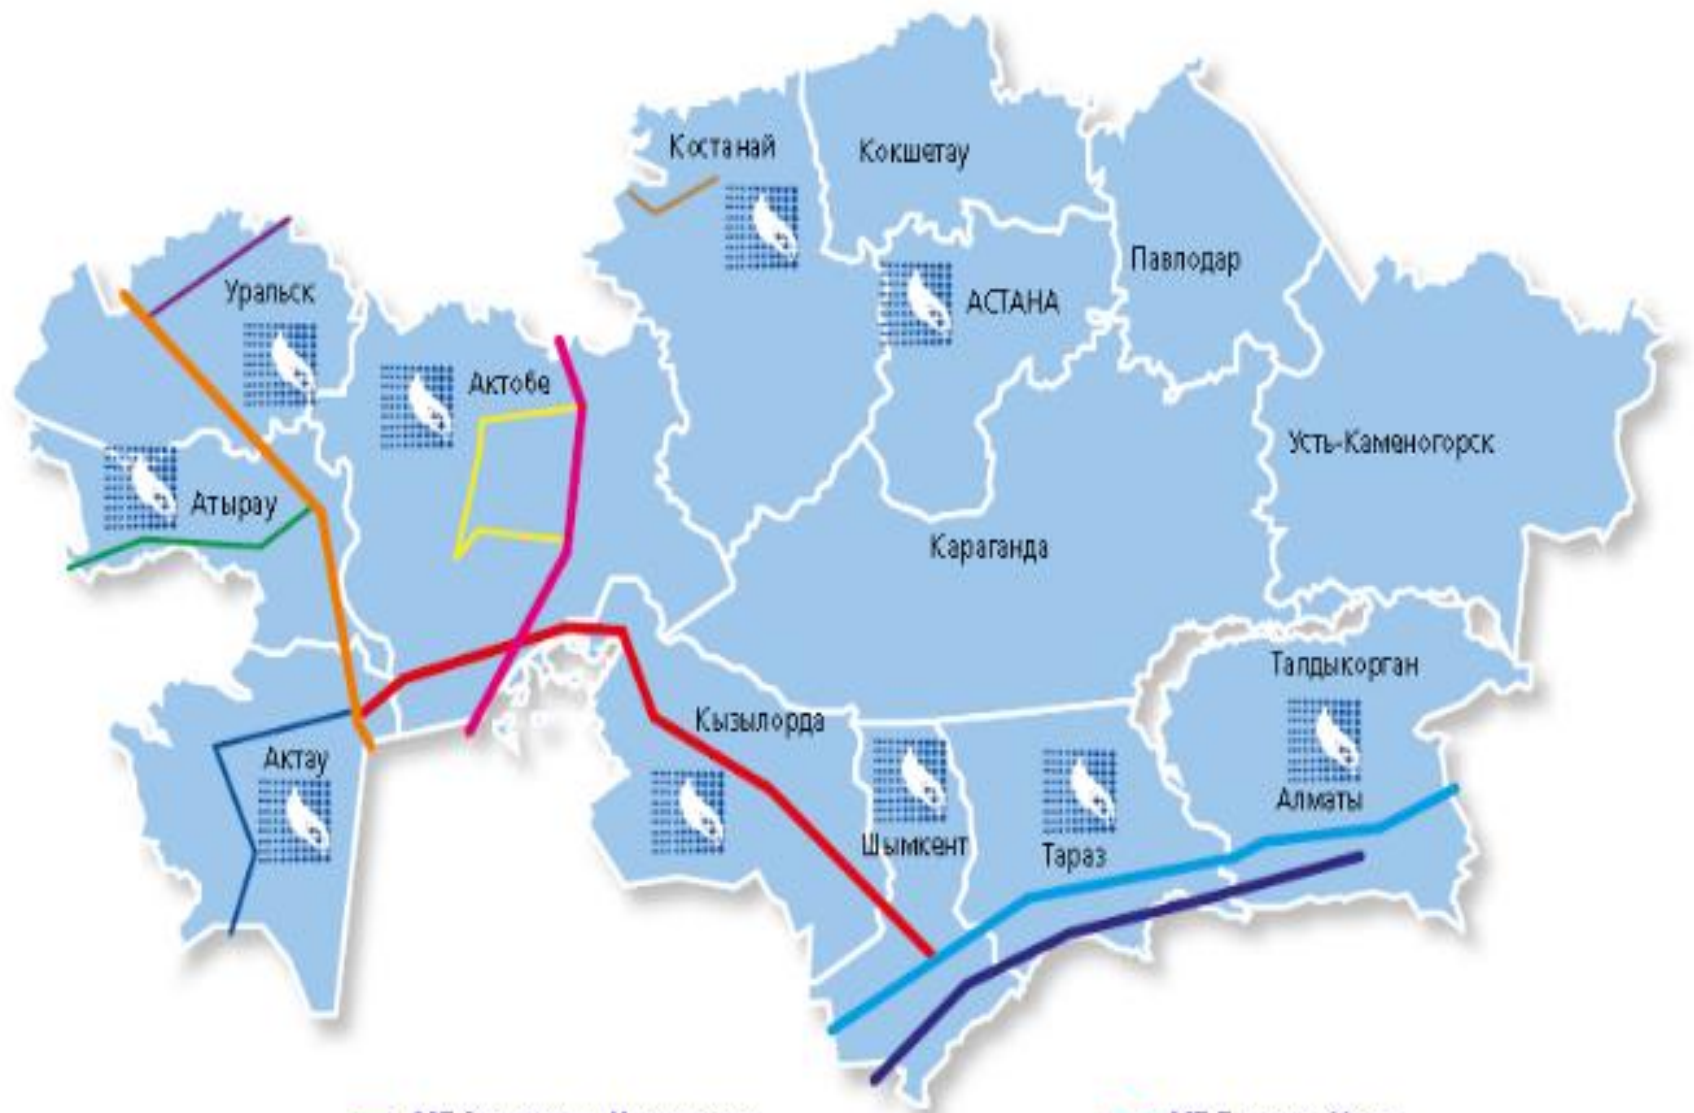 Костанай
Кокшетау
Павлодар
Уральск
АСТАНА
Актобе
Усть-Каменогорск
Атырау
Караганда
Талдыкорган
Кызылорда
Актау
Алматы
Шымкент
Тараз